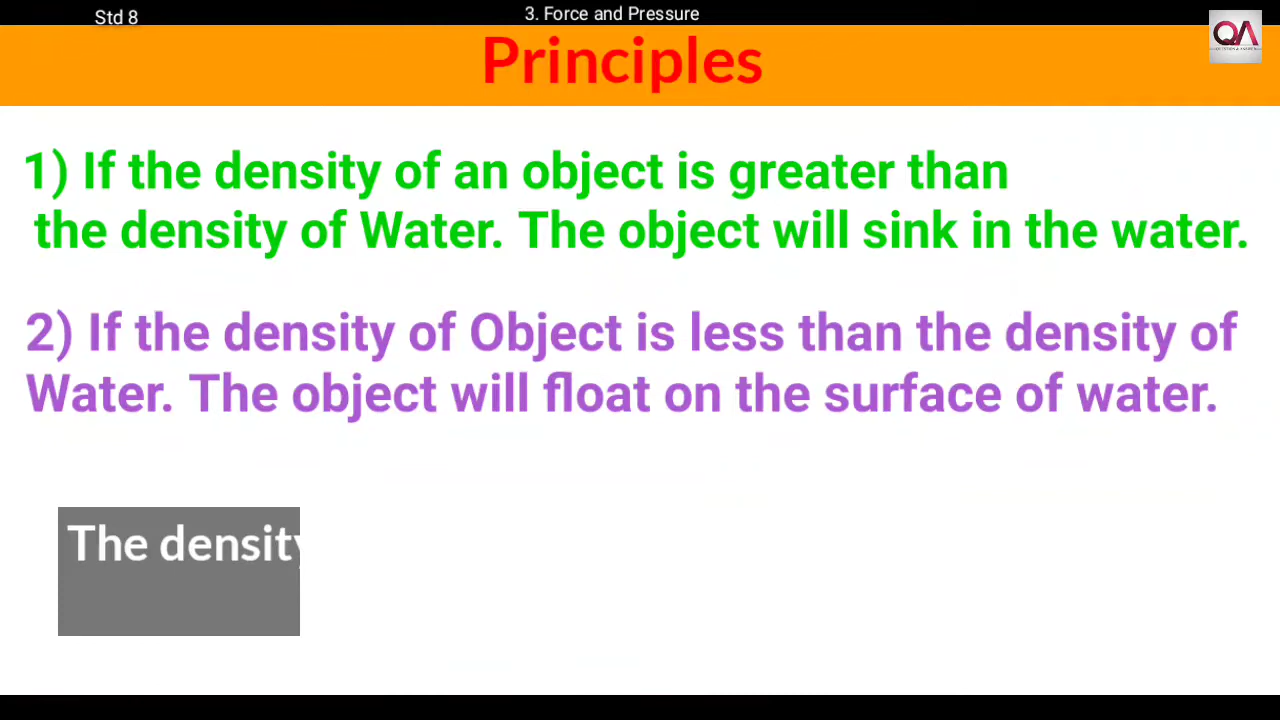 Std 8
3. Force and Pressure
QA
Principles
1) If the density of an object is greater than
the density of Water. The object will sink in the water.
2) If the density of Object is less than the density of
Water. The object will float on the surface of water.
The density